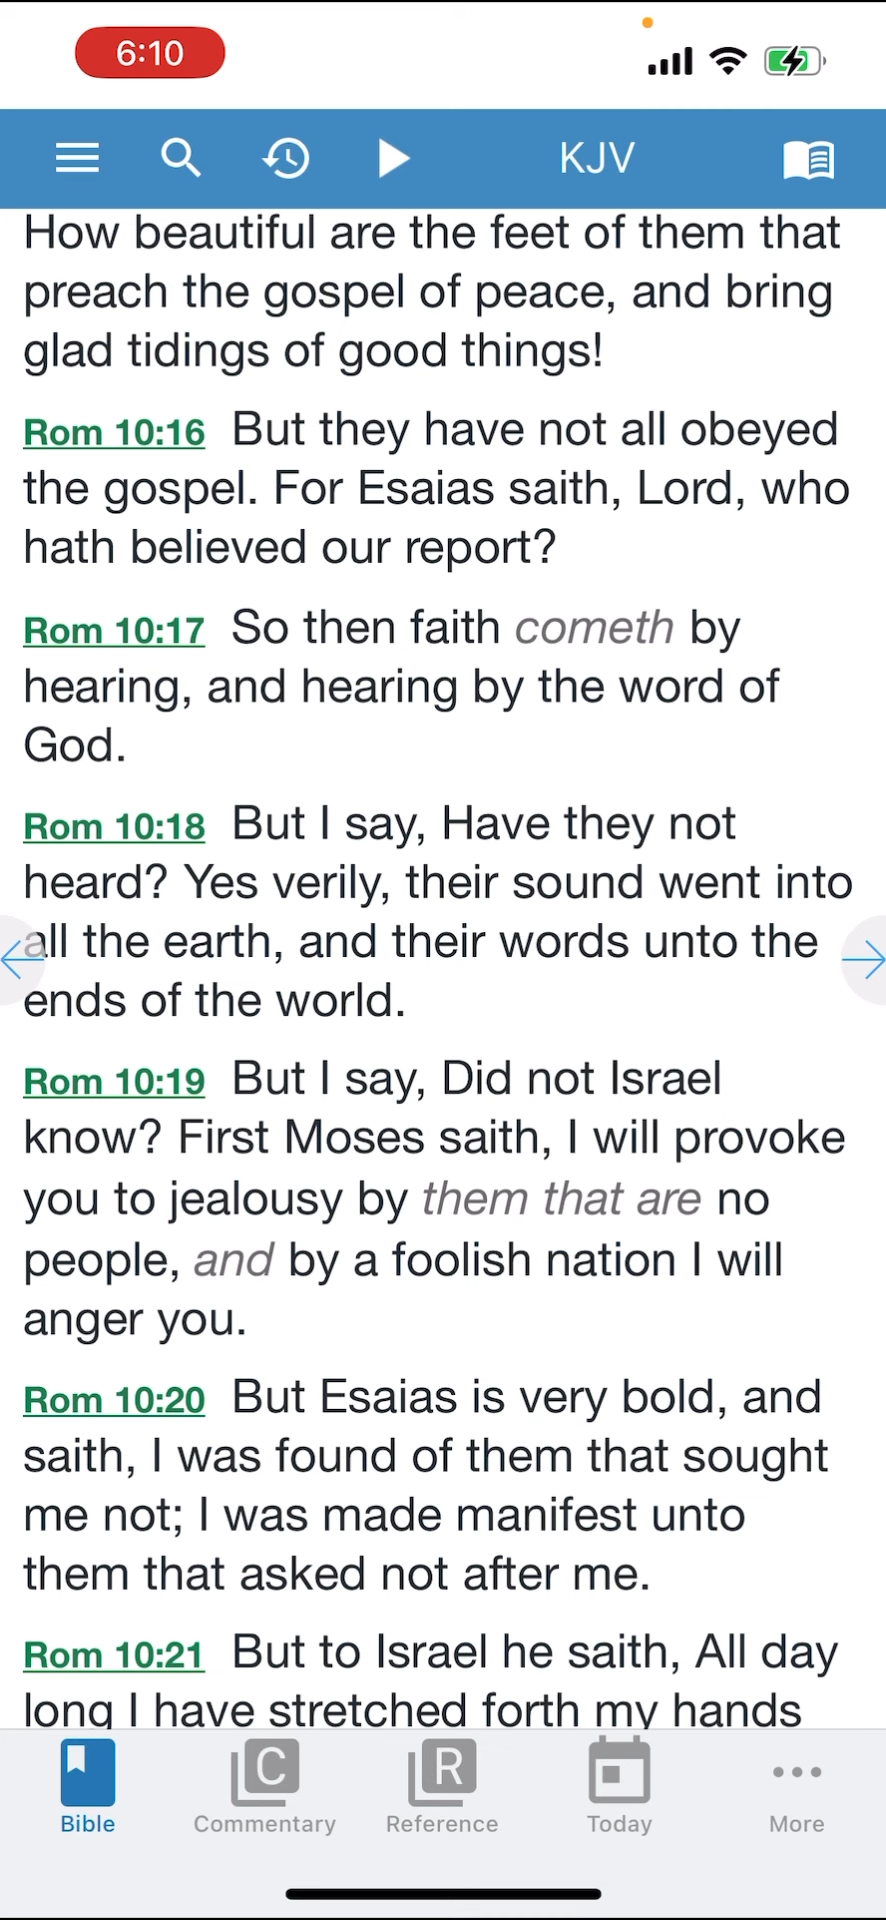 6:10
KJV
How beautiful are the feet of them that
preach the gospel of peace, and bring
glad tidings of good things!
Rom 10:16 But they have not all obeyed
the gospel. For Esaias saith, Lord, who
hath believed our report?
Rom 10:17 So then faith cometh by
hearing, and hearing by the word of
God.
Rom 10:18 But I say, Have they not
heard? Yes verily, their sound went into
all the earth, and their words unto the
ends of the world.
Rom 10:19 But I say, Did not Israel
know? First Moses saith, I will provoke
you to jealousy by them that are no
people, and by a foolish nation I will
anger you.
Rom 10:20 But Esaias is very bold, and
saith, I was found of them that sought
me not; I was made manifest unto
them that asked not after me.
Rom 10:21 But to Israel he saith, All day
long I have stretched forth my hands
C
R
Bible
Commentary
Reference
Today
More